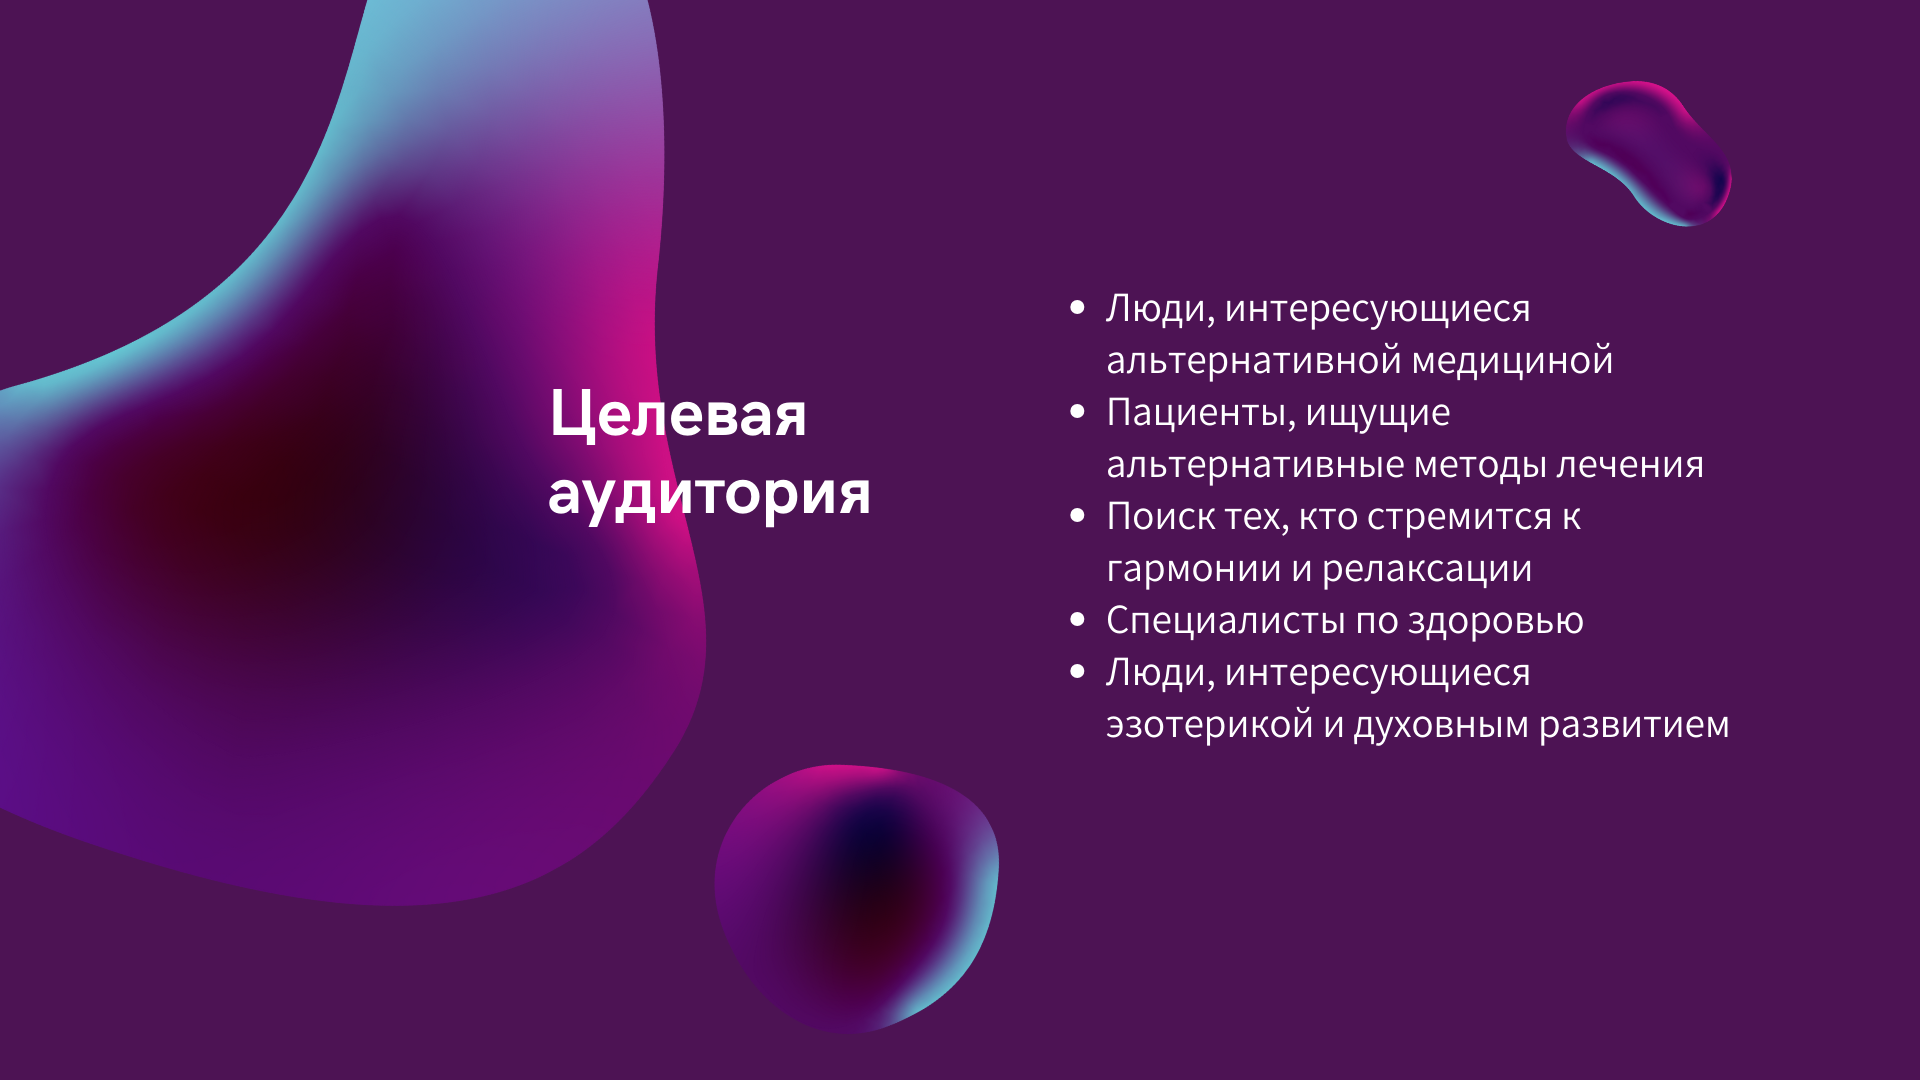 Целевая
аудитория
• Люди, интересующиеся
альтернативной медициной
• Пациенты, ищущие
альтернативные методы лечения
• Поиск тех, кто стремится к
гармонии и релаксации
• Специалисты по здоровью
• Люди, интересующиеся
эзотерикой и духовным развитием